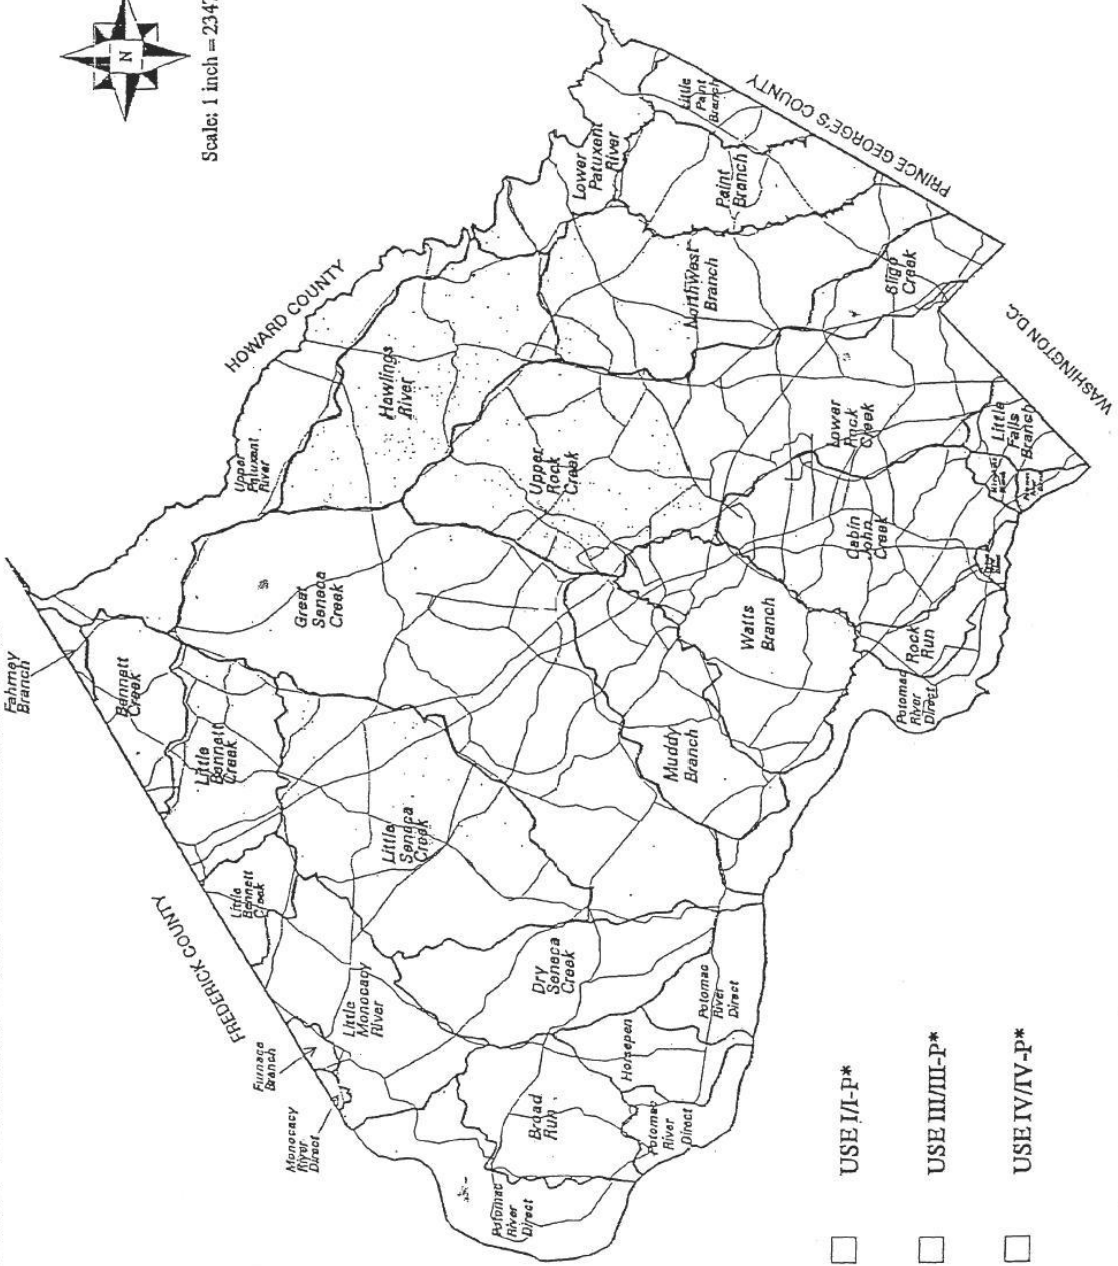 N
Scale: 1 inch = 2347
Fahrney
Branch
FREDERICK COUNTY
HOWARD COUNTY
PRINCE GEORGE'S COUNTY
WASHINGTON D.C.
Bennett
Creek
Little
Bennett
Creek
Little
Bennett
Creek
Upper
Patuxent
River
Hawlings
River
Lower
Patuxent
River
Little
Paint
Branch
Paint
Branch
NorthWest
Branch
Sligo
Creek
Great
Seneca
Creek
Upper
Rock
Creek
Lower
Rock
Creek
Little
Falls
Branch
Cabin
John
Creek
Watts
Branch
Rock
Run
Potomac
River
Direct
Muddy
Branch
Little
Seneca
Creek
Dry
Seneca
Creek
Little
Monocacy
River
Furnace
Branch
Monocacy
River
Direct
Broad
Run
Horsepen
Potomac
River
Direct
Potomac
River
Direct
Potomac
River
Direct
USE I/I-P*
USE III/III-P*
USE IV/IV-P*